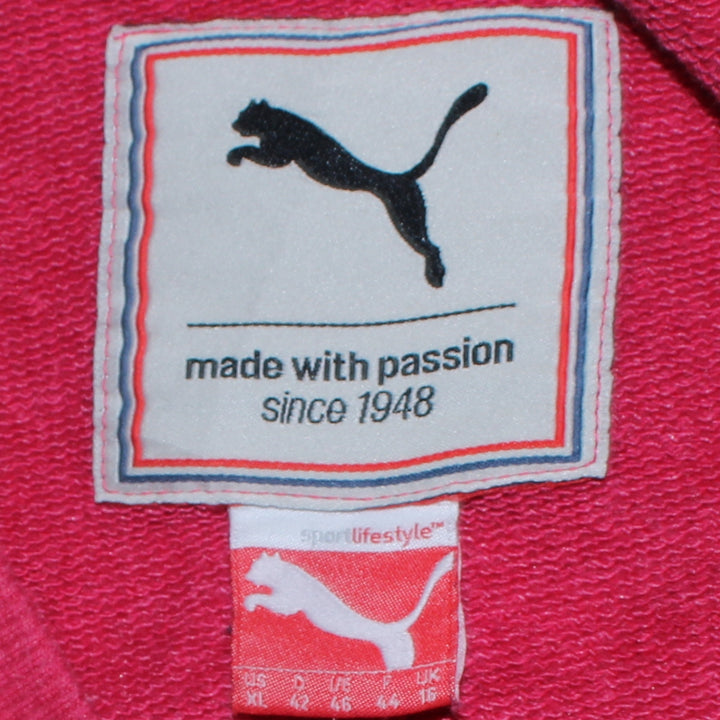 made with passion
since 1948
sportlifestyle™
US D I/E F UK
XL 42 46 44 16